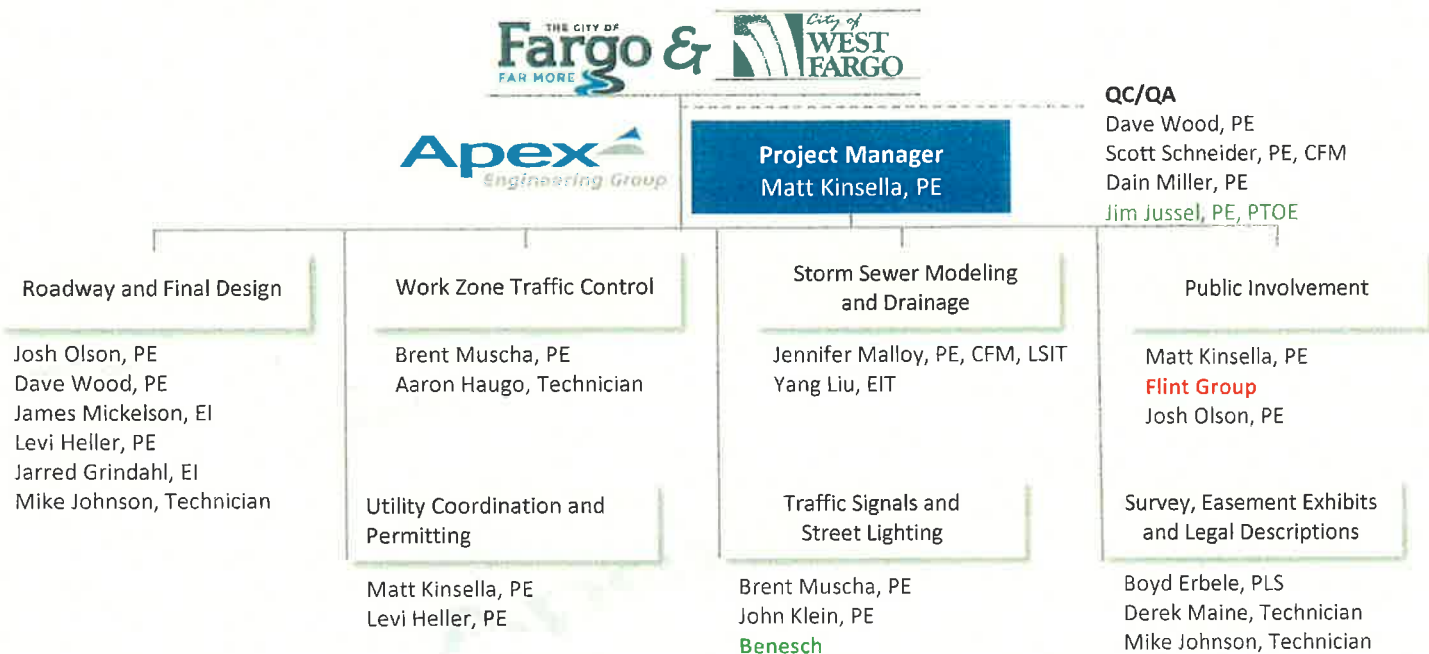 THE CITY OF
Fargo
FAR MORE
&
City of
WEST
FARGO
Apex
Engineering Group
Project Manager
Matt Kinsella, PE
QC/QA
Dave Wood, PE
Scott Schneider, PE, CFM
Dain Miller, PE
Jim Jussel, PE, PTOE
Roadway and Final Design
Josh Olson, PE
Dave Wood, PE
James Mickelson, EI
Levi Heller, PE
Jarred Grindahl, EI
Mike Johnson, Technician
Work Zone Traffic Control
Brent Muscha, PE
Aaron Haugo, Technician
Utility Coordination and
Permitting
Matt Kinsella, PE
Levi Heller, PE
Storm Sewer Modeling
and Drainage
Jennifer Malloy, PE, CFM, LSIT
Yang Liu, EIT
Traffic Signals and
Street Lighting
Brent Muscha, PE
John Klein, PE
Benesch
Public Involvement
Matt Kinsella, PE
Flint Group
Josh Olson, PE
Survey, Easement Exhibits
and Legal Descriptions
Boyd Erbele, PLS
Derek Maine, Technician
Mike Johnson, Technician